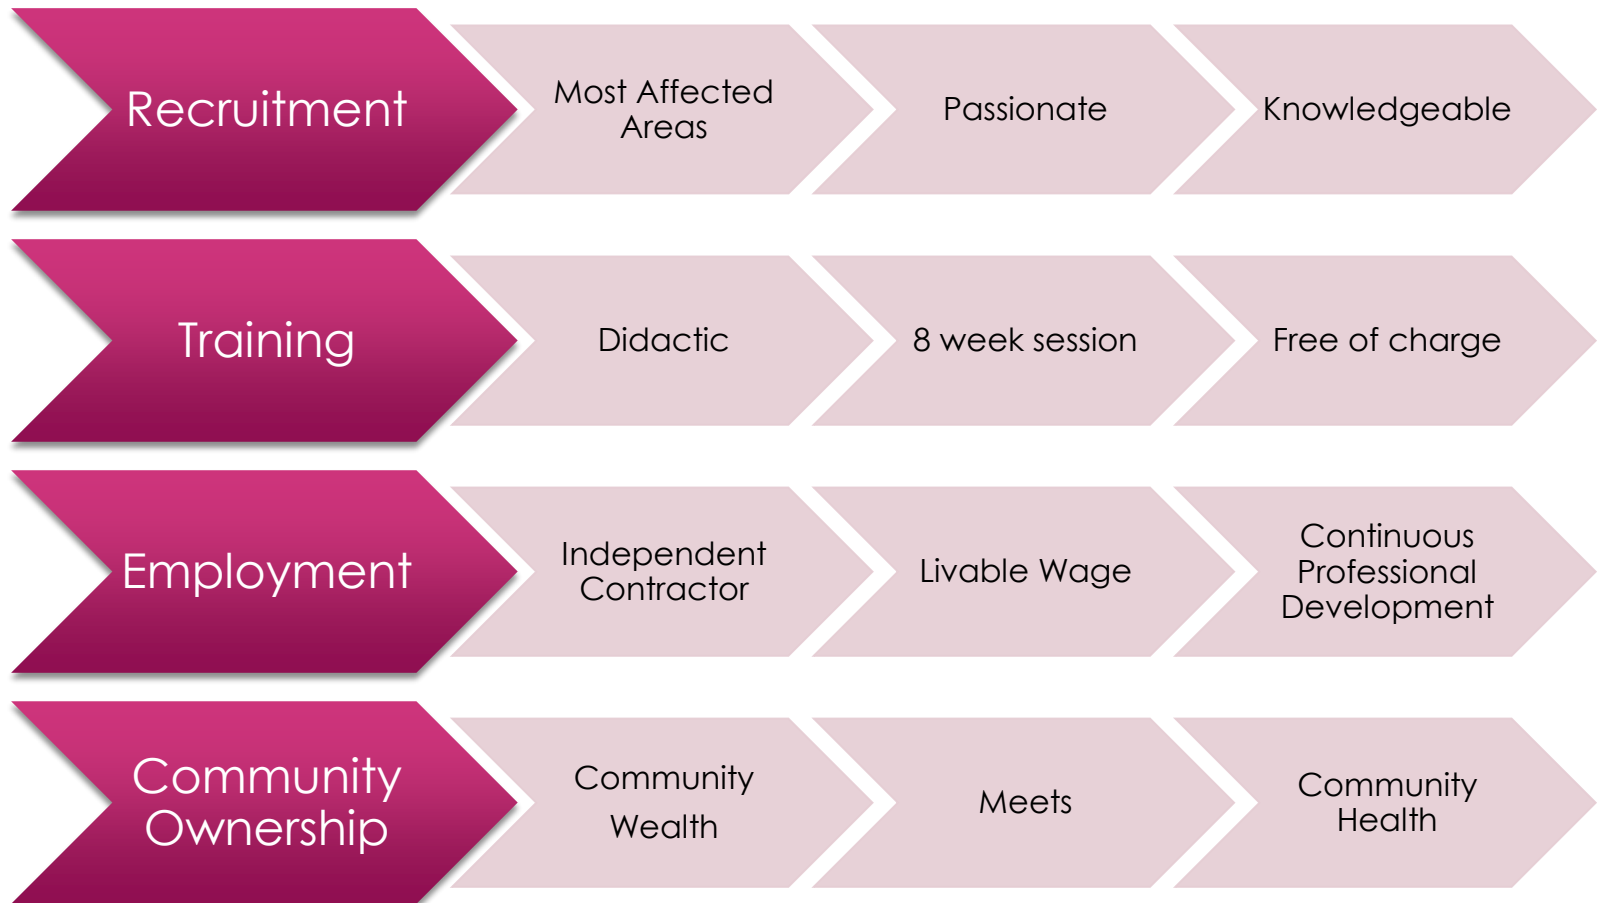 Recruitment
Most Affected
Areas
Passionate
Knowledgeable
Training
Didactic
8 week session
Free of charge
Employment
Independent
Contractor
Livable Wage
Continuous
Professional
Development
Community
Ownership
Community
Wealth
Meets
Community
Health